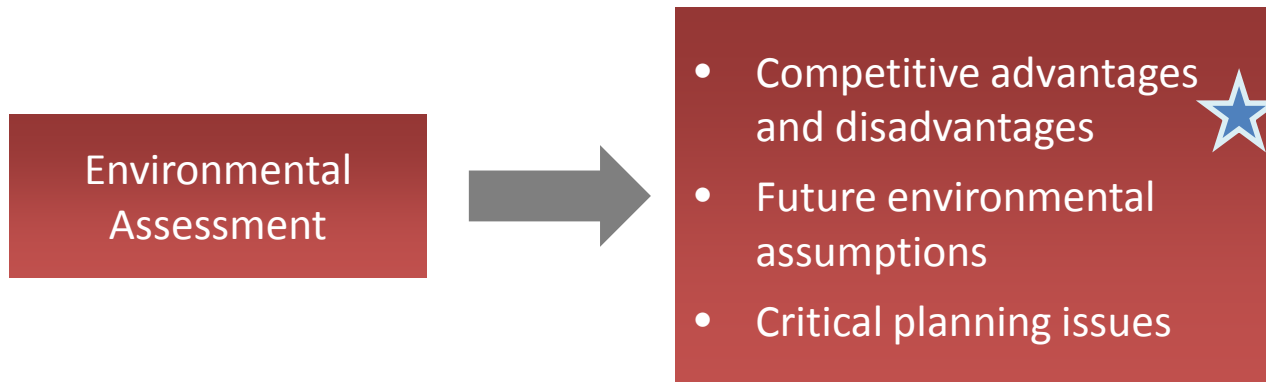 Environmental
Assessment
• Competitive advantages
and disadvantages
• Future environmental
assumptions
• Critical planning issues